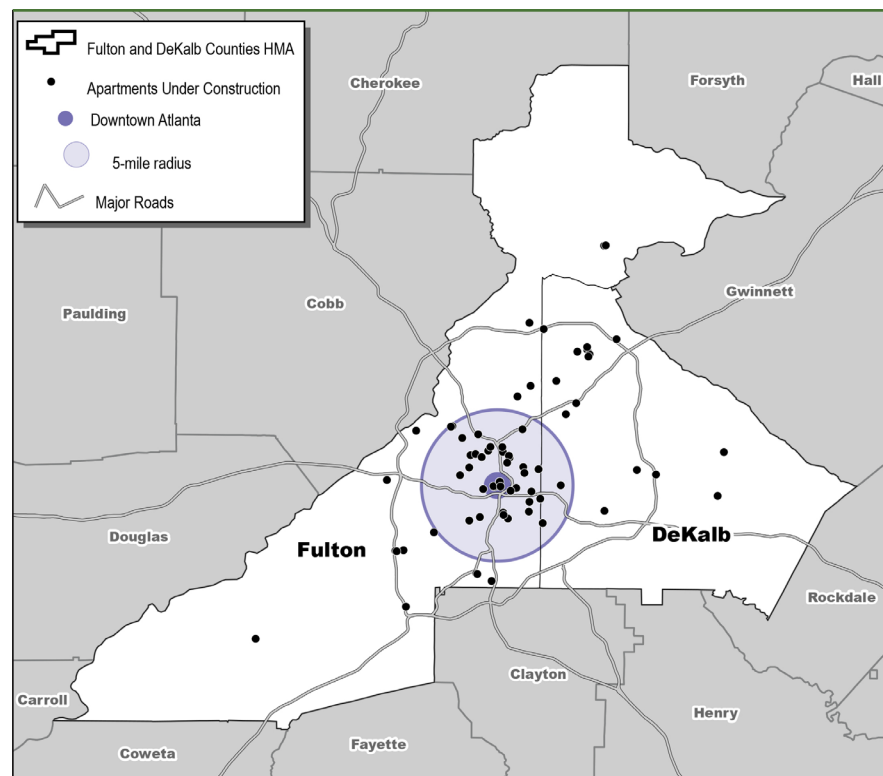 Fulton and DeKalb Counties HMA
Apartments Under Construction
Downtown Atlanta
5-mile radius
Major Roads
Cherokee
Forsyth
Hall
Paulding
Cobb
Gwinnett
Douglas
Fulton
DeKalb
Rockdale
Carroll
Clayton
Henry
Coweta
Fayette